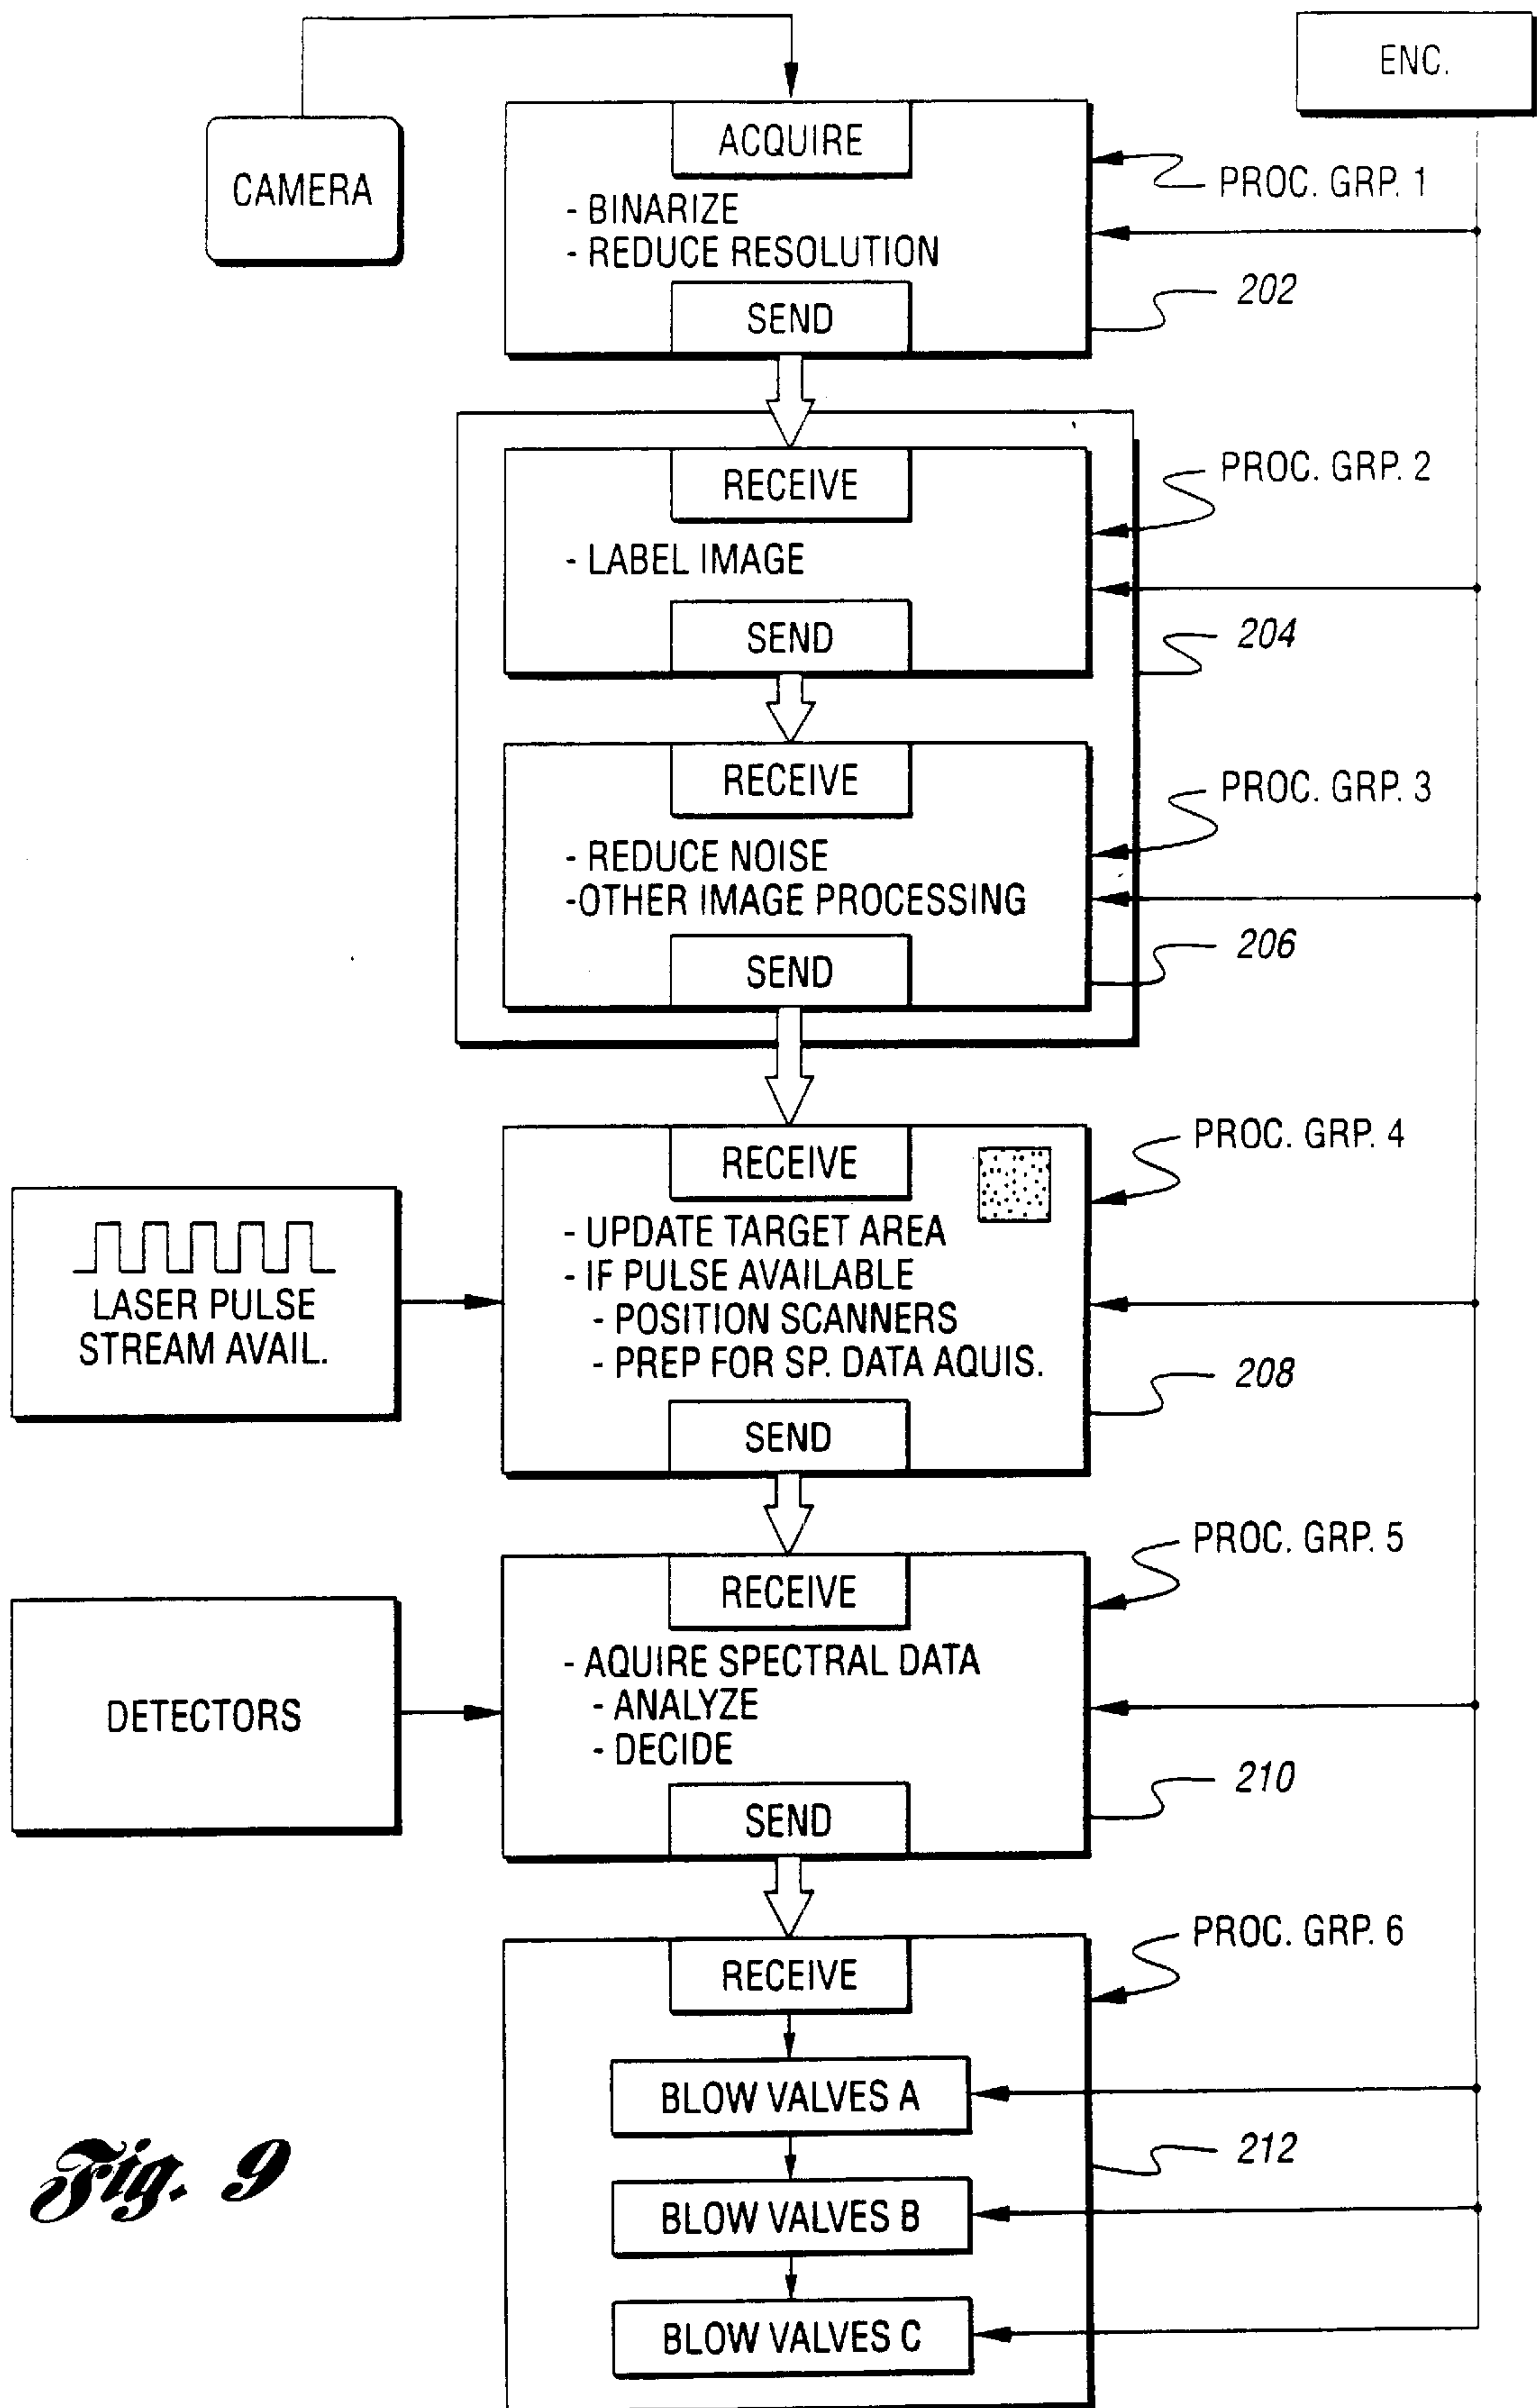 ENC.
CAMERA
ACQUIRE
- BINARIZE
- REDUCE RESOLUTION
SEND
PROC. GRP. 1
202
RECEIVE
- LABEL IMAGE
SEND
PROC. GRP. 2
204
RECEIVE
- REDUCE NOISE
-OTHER IMAGE PROCESSING
SEND
PROC. GRP. 3
206
LASER PULSE
STREAM AVAIL.
RECEIVE
- UPDATE TARGET AREA
- IF PULSE AVAILABLE
- POSITION SCANNERS
- PREP FOR SP. DATA AQUIS.
SEND
PROC. GRP. 4
208
DETECTORS
RECEIVE
- AQUIRE SPECTRAL DATA
- ANALYZE
- DECIDE
SEND
PROC. GRP. 5
210
RECEIVE
BLOW VALVES A
BLOW VALVES B
BLOW VALVES C
PROC. GRP. 6
212
Fig. 9